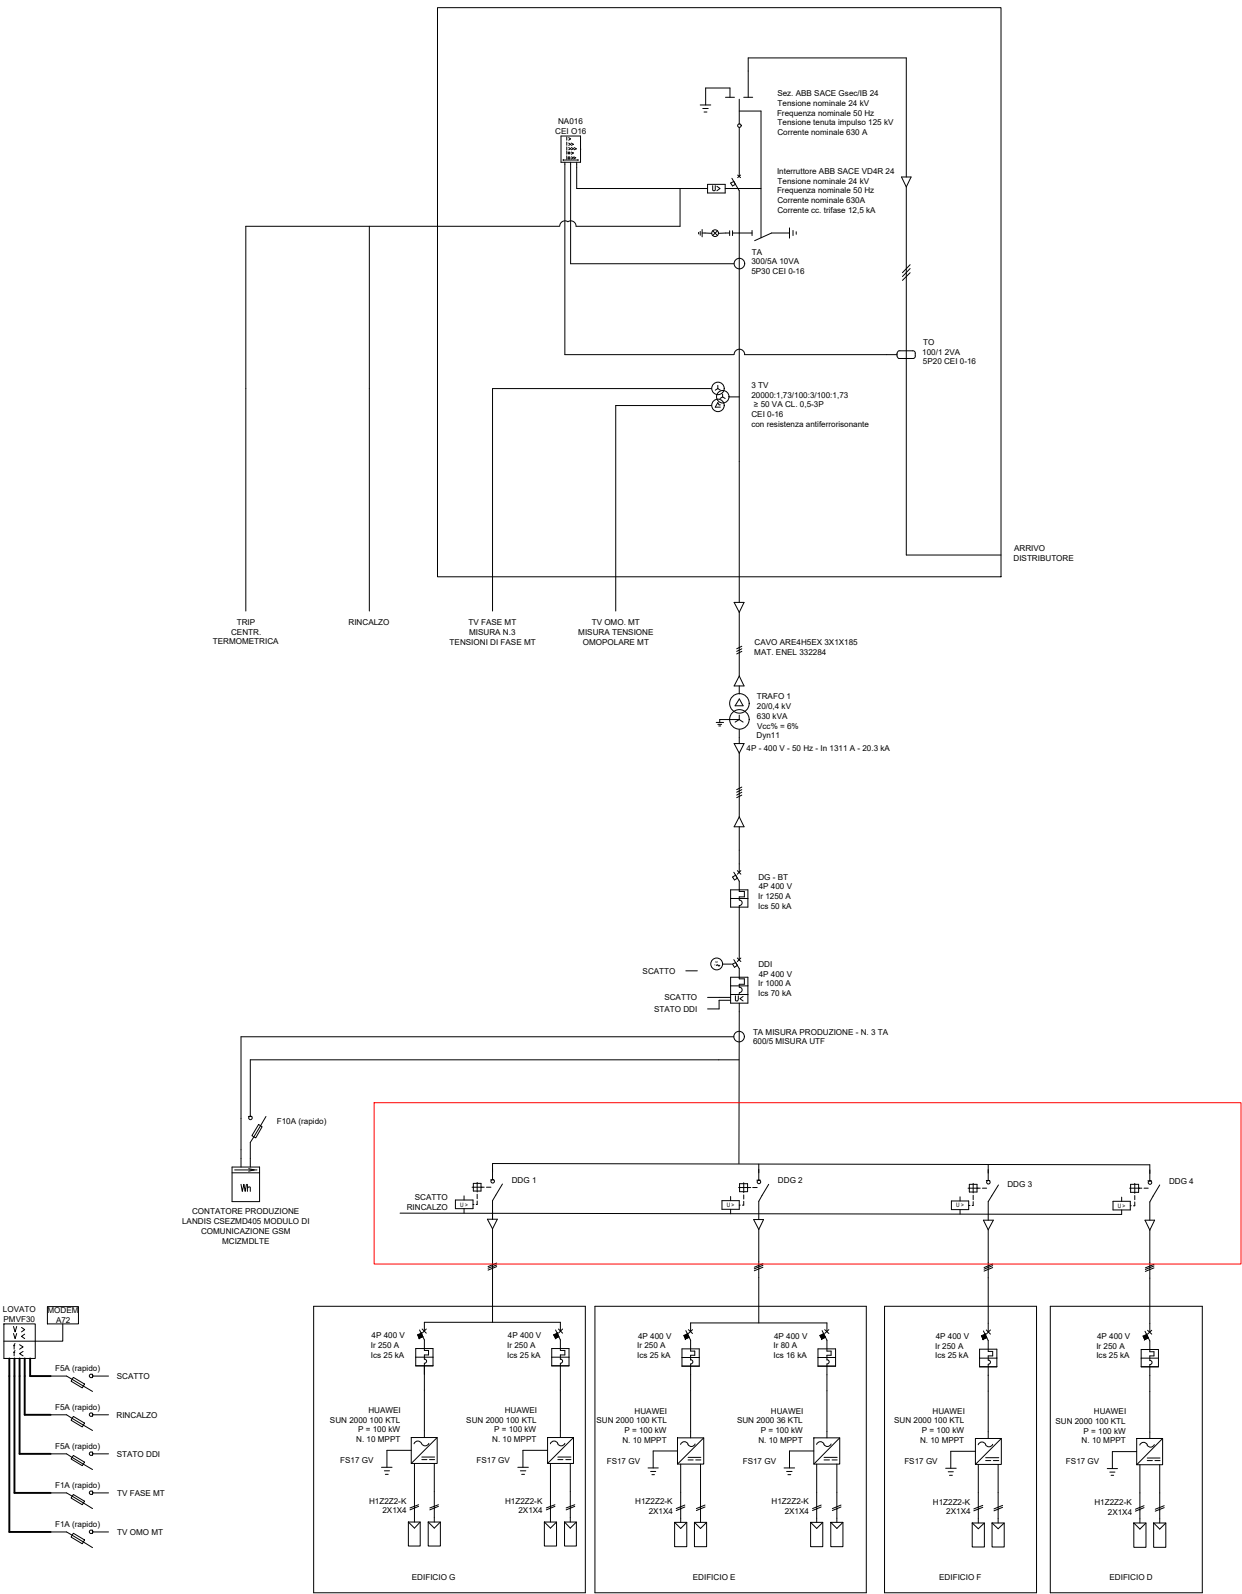 Sez. ABB SACE Gsec/IB 24
Tensione nominale 24 kV
Frequenza nominale 50 Hz
Tensione tenuta impulso 125 kV
Corrente nominale 630 A
NA016
CEI O16
Interruttore ABB SACE VD4R 24
Tensione nominale 24 kV
Frequenza nominale 50 Hz
Corrente nominale 630A
Corrente cc. trifase 12,5 kA
U>
TA
300/5A 10VA
5P30 CEI 0-16
TO
100/1 2VA
5P20 CEI 0-16
3 TV
20000:1,73/100:3/100:1,73
≥ 50 VA CL. 0,5-3P
CEI 0-16
con resistenza antiferrorisonante
ARRIVO
DISTRIBUTORE
TRIP
CENTR.
TERMOMETRICA
RINCALZO
TV FASE MT
MISURA N.3
TENSIONI DI FASE MT
TV OMO. MT
MISURA TENSIONE
OMOPOLARE MT
CAVO ARE4H5EX 3X1X185
MAT. ENEL 332284
TRAFO 1
20/0,4 kV
630 kVA
Vcc% = 6%
Dyn11
4P - 400 V - 50 Hz - In 1311 A - 20.3 kA
DG - BT
4P 400 V
Ir 1250 A
Ics 50 kA
DDI
4P 400 V
Ir 1000 A
Ics 70 kA
SCATTO
SCATTO
STATO DDI
U<
TA MISURA PRODUZIONE - N. 3 TA
600/5 MISURA UTF
F10A (rapido)
Wh
CONTATORE PRODUZIONE
LANDIS CSEZMD405 MODULO DI
COMUNICAZIONE GSM
MCIZMDLTE
SCATTO
RINCALZO
U>
DDG 1
U>
DDG 2
U>
DDG 3
U>
DDG 4
LOVATO
PMVF30
V >
V <
f >
f <
MODEM
A72
F5A (rapido)
SCATTO
F5A (rapido)
RINCALZO
F5A (rapido)
STATO DDI
F1A (rapido)
TV FASE MT
F1A (rapido)
TV OMO MT
4P 400 V
Ir 250 A
Ics 25 kA
HUAWEI
SUN 2000 100 KTL
P = 100 kW
N. 10 MPPT
FS17 GV
H1Z2Z2-K
2X1X4
4P 400 V
Ir 250 A
Ics 25 kA
HUAWEI
SUN 2000 100 KTL
P = 100 kW
N. 10 MPPT
FS17 GV
H1Z2Z2-K
2X1X4
EDIFICIO G
4P 400 V
Ir 250 A
Ics 25 kA
HUAWEI
SUN 2000 100 KTL
P = 100 kW
N. 10 MPPT
FS17 GV
H1Z2Z2-K
2X1X4
4P 400 V
Ir 80 A
Ics 16 kA
HUAWEI
SUN 2000 36 KTL
P = 100 kW
N. 10 MPPT
FS17 GV
H1Z2Z2-K
2X1X4
EDIFICIO E
4P 400 V
Ir 250 A
Ics 25 kA
HUAWEI
SUN 2000 100 KTL
P = 100 kW
N. 10 MPPT
FS17 GV
H1Z2Z2-K
2X1X4
EDIFICIO F
4P 400 V
Ir 250 A
Ics 25 kA
HUAWEI
SUN 2000 100 KTL
P = 100 kW
N. 10 MPPT
FS17 GV
H1Z2Z2-K
2X1X4
EDIFICIO D